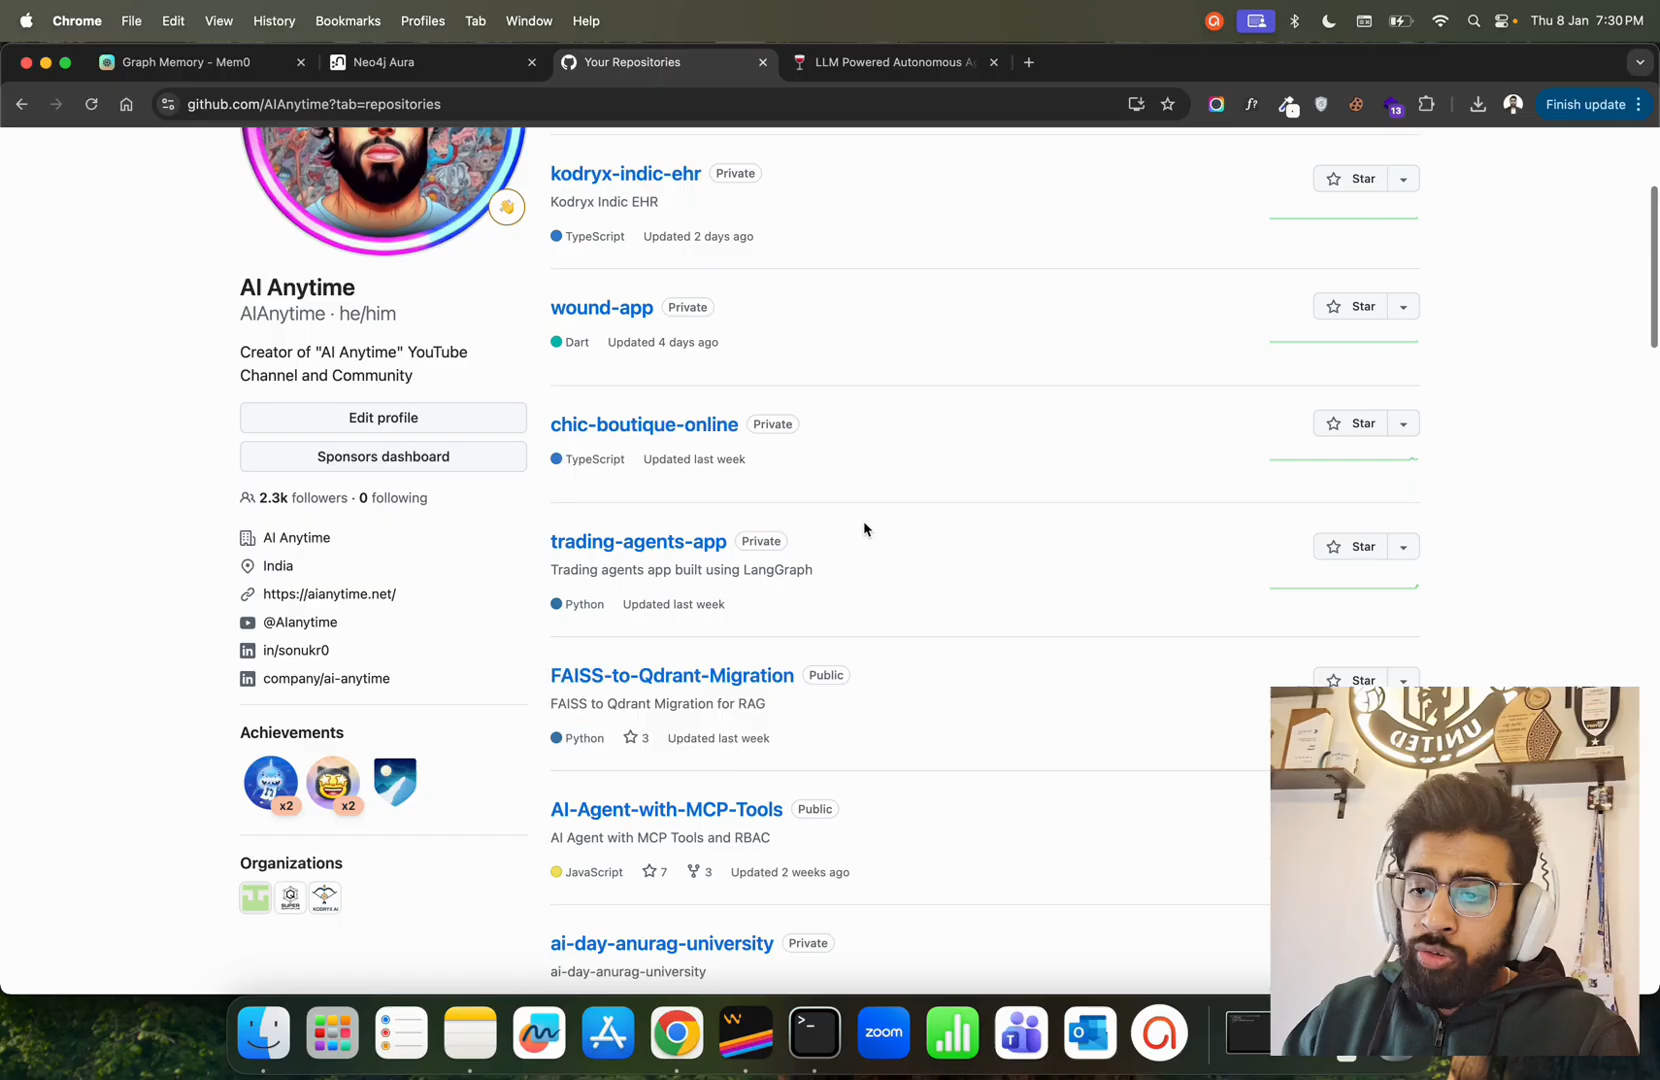 Chrome File Edit View History Bookmarks Profiles Tab Window Help
Thu 8 Jan 7:30 PM
Graph Memory - Mem0
Neo4j Aura
Your Repositories
LLM Powered Autonomous A
github.com/AIAnytime?tab=repositories
f?
13
Finish update
AI Anytime
AIAnytime · he/him
Creator of "AI Anytime" YouTube
Channel and Community
Edit profile
Sponsors dashboard
2.3k followers · 0 following
AI Anytime
India
https://aianytime.net/
@AIanytime
in/sonukr0
company/ai-anytime
Achievements
x2
x2
Organizations
kodryx-indic-ehr Private
Star
Kodryx Indic EHR
TypeScript Updated 2 days ago
wound-app Private
Star
Dart Updated 4 days ago
chic-boutique-online Private
Star
TypeScript Updated last week
trading-agents-app Private
Star
Trading agents app built using LangGraph
Python Updated last week
FAISS-to-Qdrant-Migration Public
Star
FAISS to Qdrant Migration for RAG
Python 3 Updated last week
AI-Agent-with-MCP-Tools Public
AI Agent with MCP Tools and RBAC
JavaScript 7 3 Updated 2 weeks ago
ai-day-anurag-university Private
ai-day-anurag-university
zoom